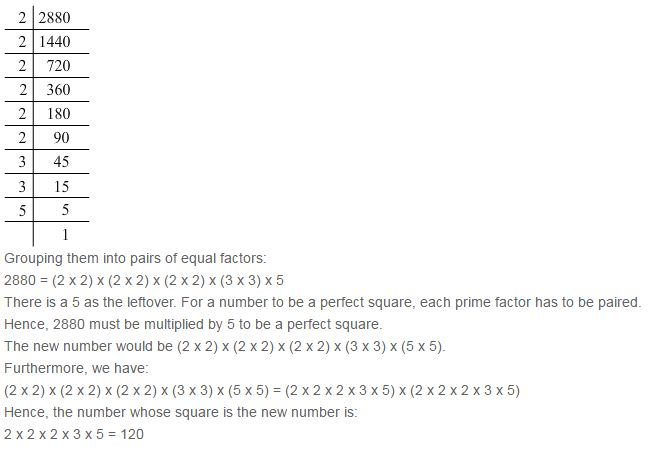 2 2880
2 1440
2 720
2 360
2 180
2 90
3 45
3 15
5 5
1
Grouping them into pairs of equal factors:
2880 = (2 x 2) x (2 x 2) x (2 x 2) x (3 x 3) x 5
There is a 5 as the leftover. For a number to be a perfect square, each prime factor has to be paired.
Hence, 2880 must be multiplied by 5 to be a perfect square.
The new number would be (2 x 2) x (2 x 2) x (2 x 2) x (3 x 3) x (5 x 5).
Furthermore, we have:
(2 x 2) x (2 x 2) x (2 x 2) x (3 x 3) x (5 x 5) = (2 x 2 x 2 x 3 x 5) x (2 x 2 x 2 x 3 x 5)
Hence, the number whose square is the new number is:
2 x 2 x 2 x 3 x 5 = 120